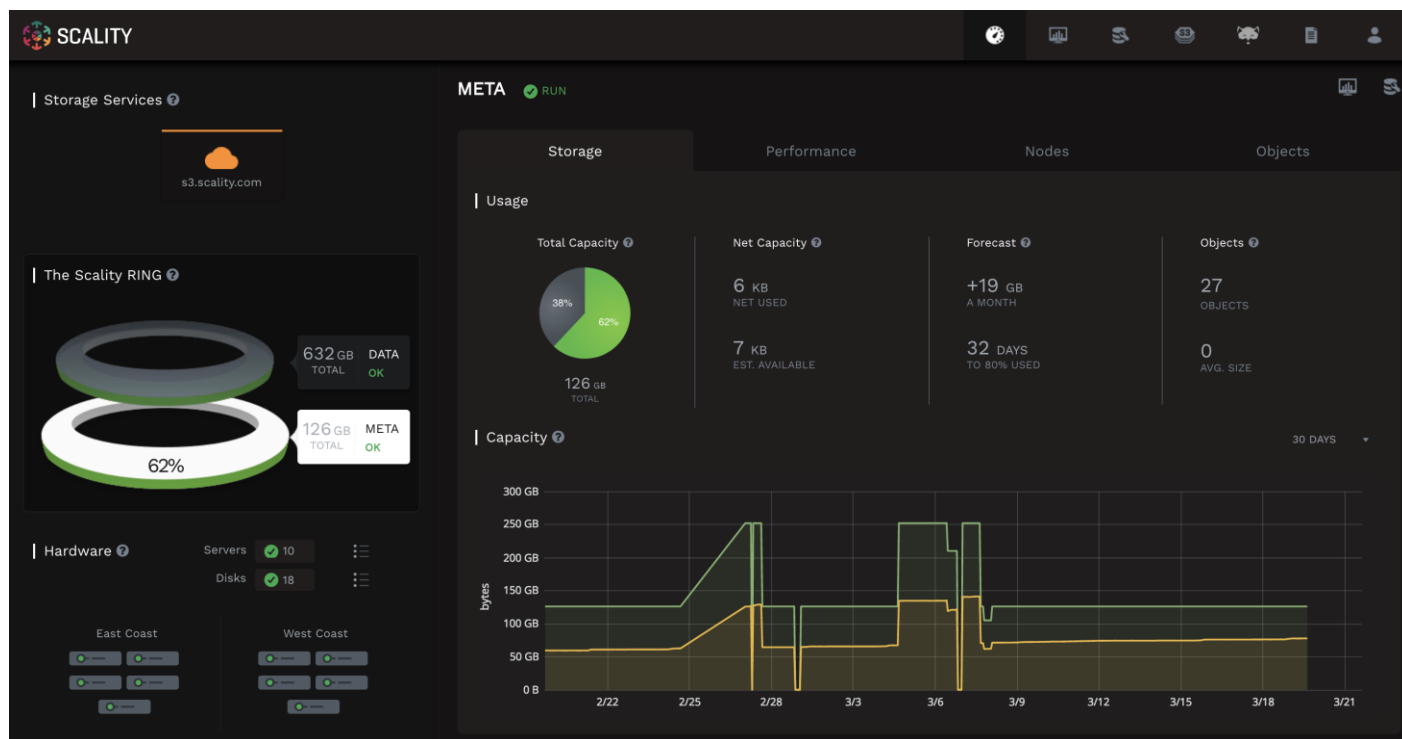 SCALITY
Storage Services ?
s3.scality.com
The Scality RING ?
632 GB DATA
TOTAL OK
126 GB META
TOTAL OK
62%
Hardware ?
Servers 10
Disks 18
East Coast West Coast
META RUN
Storage Performance Nodes Objects
Usage
Total Capacity ?
38%
62%
126 GB
TOTAL
Net Capacity ?
6 KB
NET USED
7 KB
EST. AVAILABLE
Forecast ?
+19 GB
A MONTH
32 DAYS
TO 80% USED
Objects ?
27
OBJECTS
0
AVG. SIZE
Capacity ?
30 DAYS
bytes
300 GB
250 GB
200 GB
150 GB
100 GB
50 GB
0 B
2/22 2/25 2/28 3/3 3/6 3/9 3/12 3/15 3/18 3/21